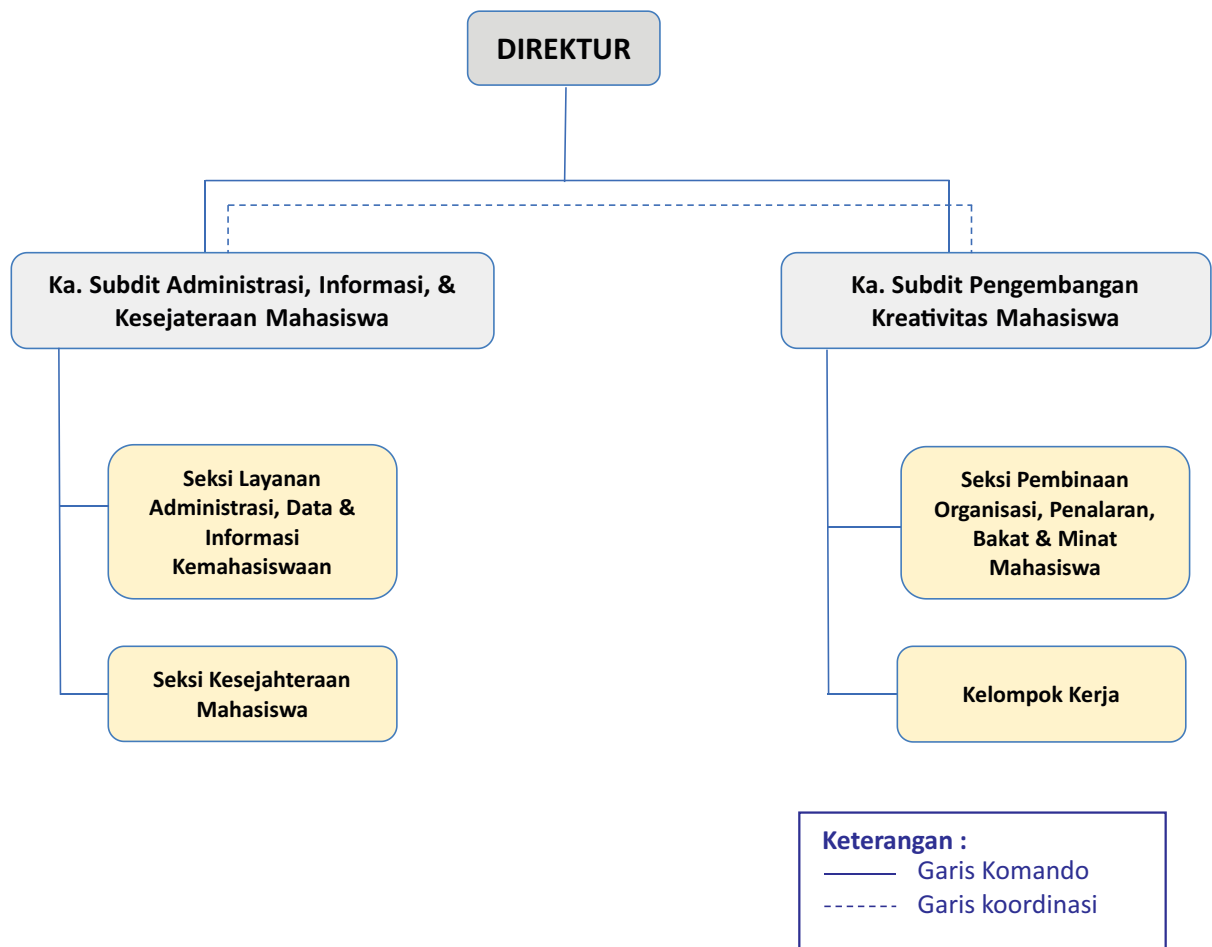 DIREKTUR
Ka. Subdit Administrasi, Informasi, &
Kesejateraan Mahasiswa
Ka. Subdit Pengembangan
Kreativitas Mahasiswa
Seksi Layanan
Administrasi, Data &
Informasi
Kemahasiswaan
Seksi Pembinaan
Organisasi, Penalaran,
Bakat & Minat
Mahasiswa
Seksi Kesejahteraan
Mahasiswa
Kelompok Kerja
Keterangan :
Garis Komando
Garis koordinasi